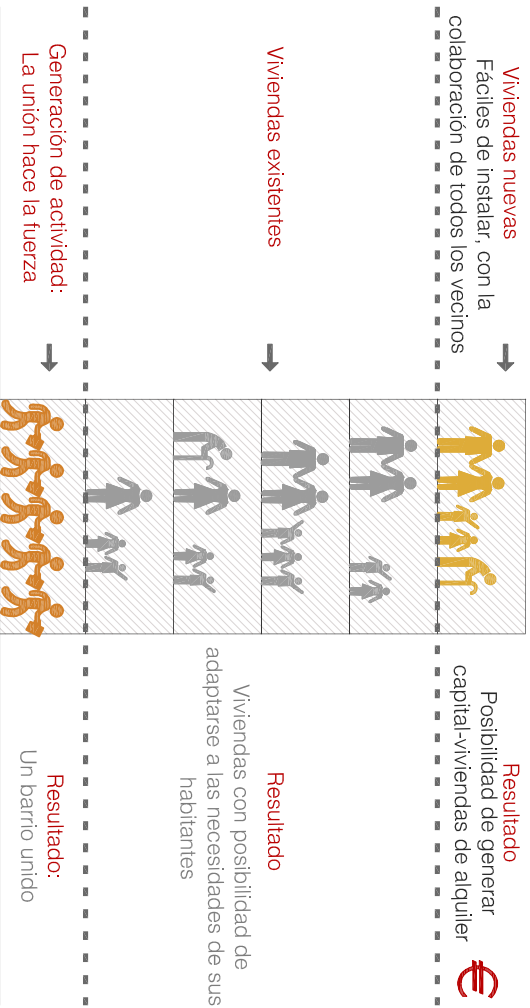 Viviendas nuevas
Fáciles de instalar, con la
colaboración de todos los vecinos
Resultado
Posibilidad de generar
capital-viviendas de alquiler
€
Viviendas existentes
Resultado
Viviendas con posibilidad de
adaptarse a las necesidades de sus
habitantes
Generación de actividad:
La unión hace la fuerza
Resultado:
Un barrio unido